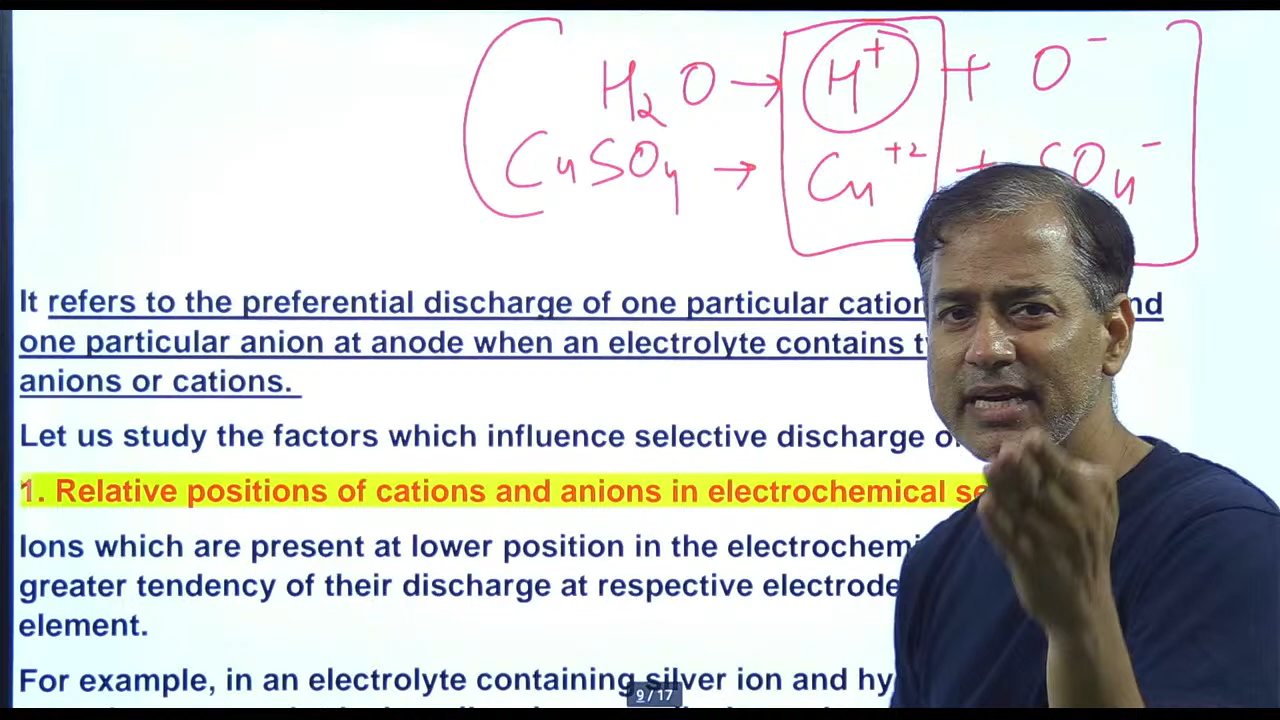 H₂O → H⁺ + O⁻
CuSO₄ → Cu⁺² + SO₄⁻
It refers to the preferential discharge of one particular cation nd
one particular anion at anode when an electrolyte contains
anions or cations.
Let us study the factors which influence selective discharge
1. Relative positions of cations and anions in electrochemical
Ions which are present at lower position in the
greater tendency of their discharge at respective
element.
For example, in an electrolyte containing silver ion and
9 / 17